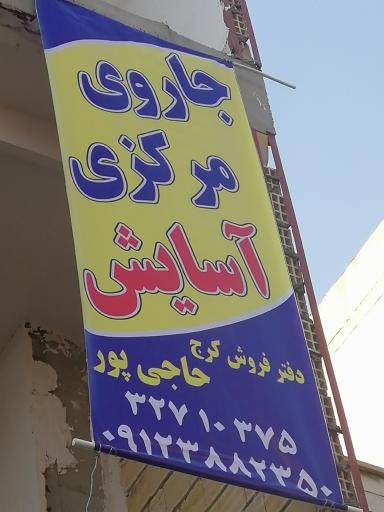 جاروی
مرکزی
آسایش
دفتر فروش کرج
حاجی پور
۳۲۷۱۰۳۷۵
۰۹۱۲۳۸۸۲۳۵۰